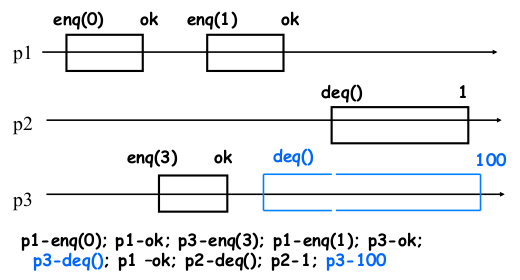 enq(0) ok enq(1) ok
p1
deq() 1
p2
enq(3) ok deq() 100
p3
p1-enq(0); p1-ok; p3-enq(3); p1-enq(1); p3-ok;
p3-deq(); p1 -ok; p2-deq(); p2-1; p3-100